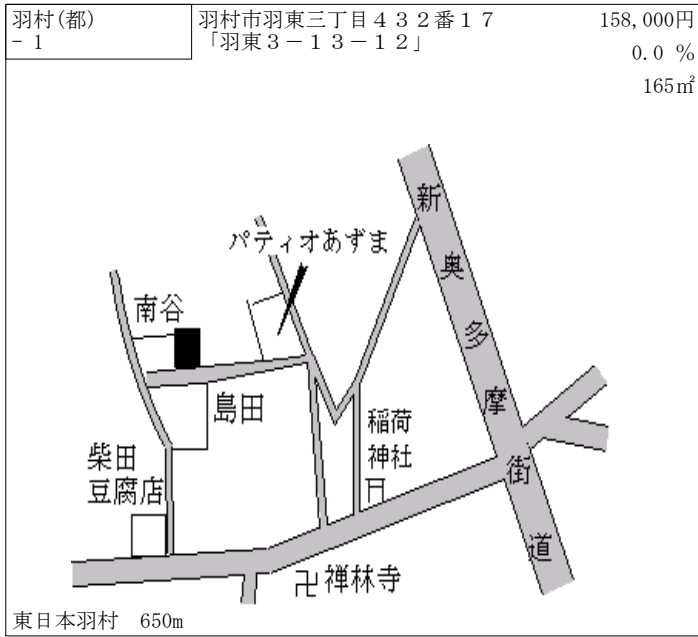 羽村(都)
- 1
羽村市羽東三丁目４３２番１７
「羽東３－１３－１２」
158,000円
0.0 %
165㎡
新奥多摩街道
パティオあずま
南谷
島田
稲荷
神社
柴田
豆腐店
卍禅林寺
東日本羽村　650m